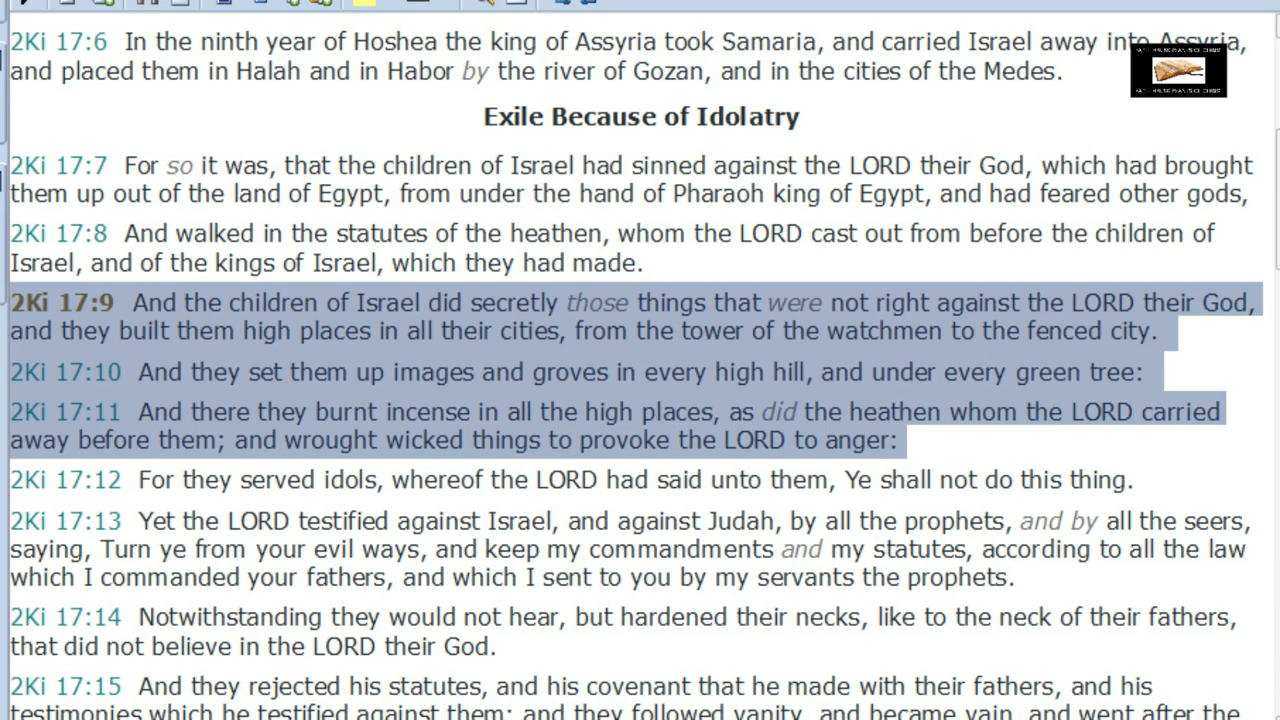 2Ki 17:6 In the ninth year of Hoshea the king of Assyria took Samaria, and carried Israel away into Assyria,
and placed them in Halah and in Habor by the river of Gozan, and in the cities of the Medes.
Exile Because of Idolatry
2Ki 17:7 For so it was, that the children of Israel had sinned against the LORD their God, which had brought
them up out of the land of Egypt, from under the hand of Pharaoh king of Egypt, and had feared other gods,
2Ki 17:8 And walked in the statutes of the heathen, whom the LORD cast out from before the children of
Israel, and of the kings of Israel, which they had made.
2Ki 17:9 And the children of Israel did secretly those things that were not right against the LORD their God,
and they built them high places in all their cities, from the tower of the watchmen to the fenced city.
2Ki 17:10 And they set them up images and groves in every high hill, and under every green tree:
2Ki 17:11 And there they burnt incense in all the high places, as did the heathen whom the LORD carried
away before them; and wrought wicked things to provoke the LORD to anger:
2Ki 17:12 For they served idols, whereof the LORD had said unto them, Ye shall not do this thing.
2Ki 17:13 Yet the LORD testified against Israel, and against Judah, by all the prophets, and by all the seers,
saying, Turn ye from your evil ways, and keep my commandments and my statutes, according to all the law
which I commanded your fathers, and which I sent to you by my servants the prophets.
2Ki 17:14 Notwithstanding they would not hear, but hardened their necks, like to the neck of their fathers,
that did not believe in the LORD their God.
2Ki 17:15 And they rejected his statutes, and his covenant that he made with their fathers, and his
testimonies which he testified against them; and they followed vanity, and became vain, and went after the